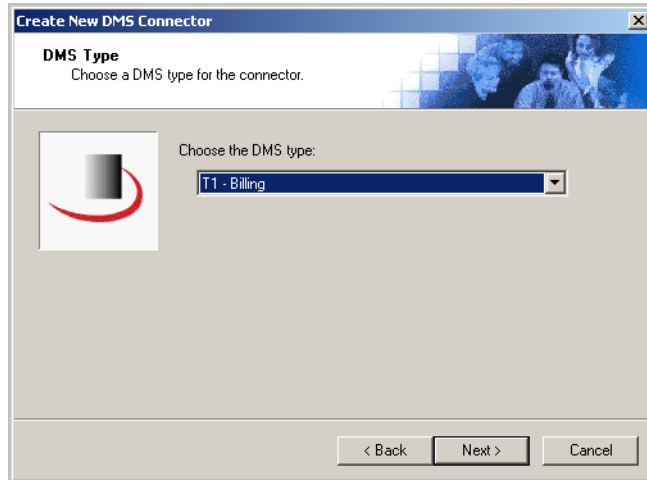 Create New DMS Connector
DMS Type
Choose a DMS type for the connector.
Choose the DMS type:
T1 - Billing
< Back Next > Cancel